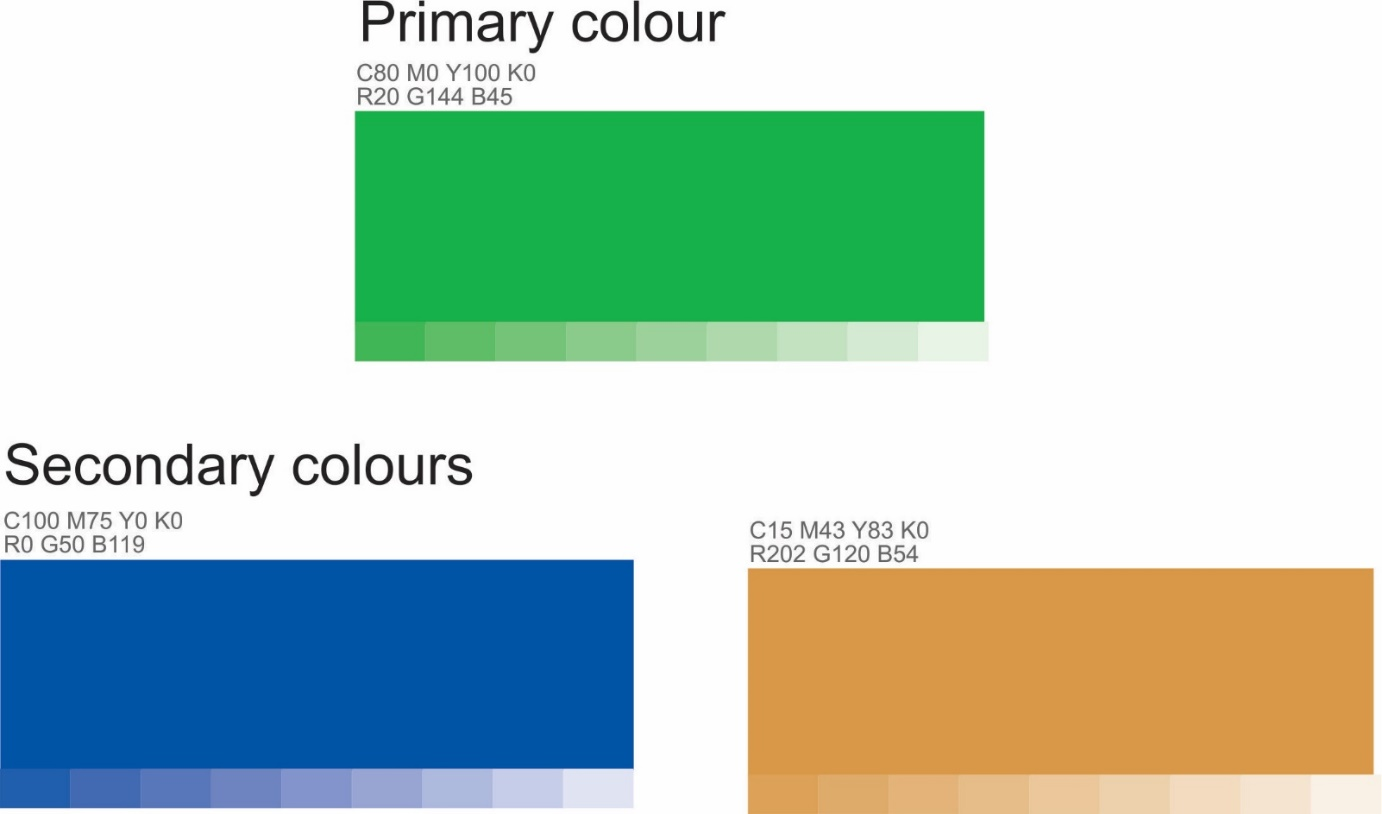 Primary colour
C80 M0 Y100 K0
R20 G144 B45
Secondary colours
C100 M75 Y0 K0
R0 G50 B119
C15 M43 Y83 K0
R202 G120 B54